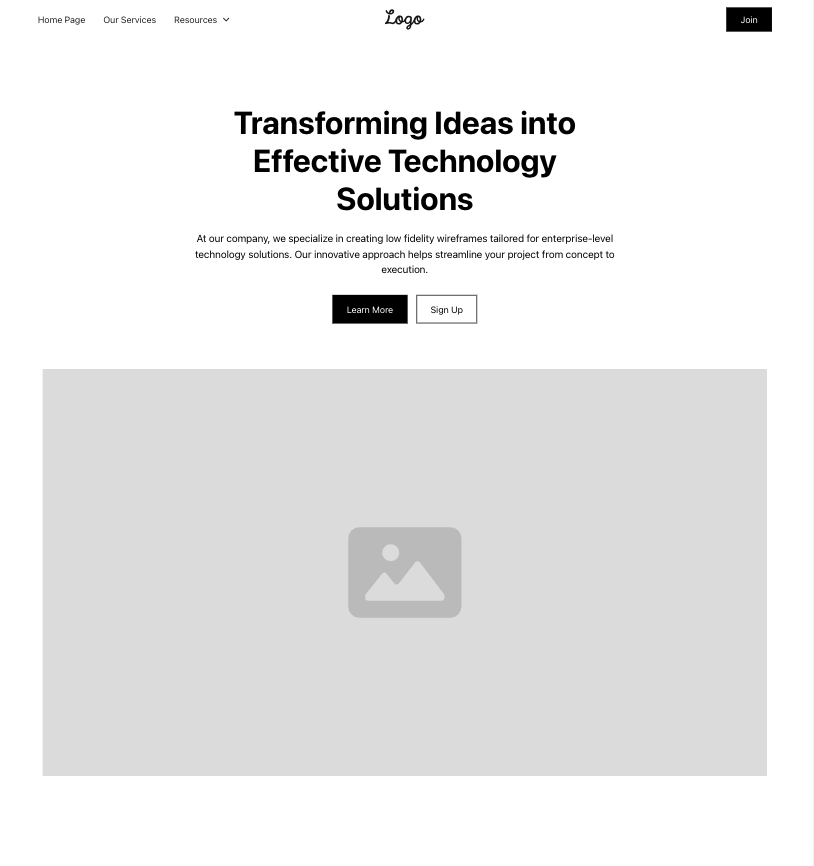 Home Page Our Services Resources Logo Join
Transforming Ideas into
Effective Technology
Solutions
At our company, we specialize in creating low fidelity wireframes tailored for enterprise-level
technology solutions. Our innovative approach helps streamline your project from concept to
execution.
Learn More Sign Up